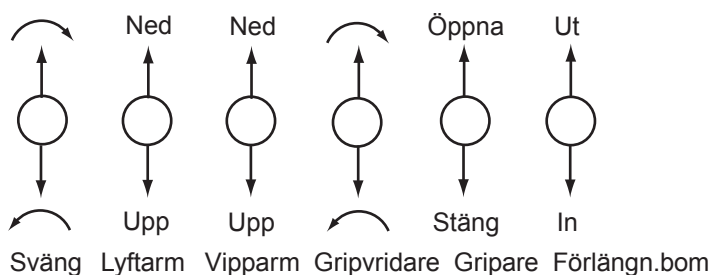 Ned Ned Öppna Ut
Upp Upp Stäng In
Sväng Lyftarm Vipparm Gripvridare Gripare Förlängn.bom